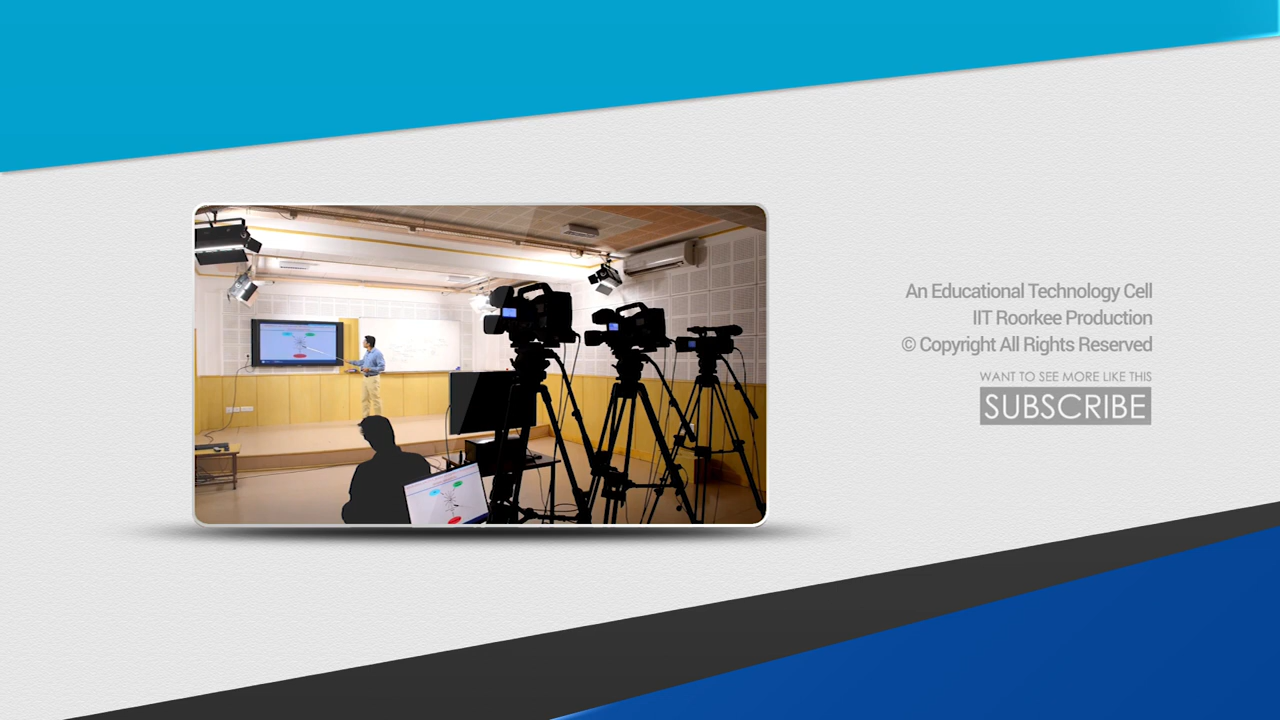 An Educational Technology Cell
IIT Roorkee Production
© Copyright All Rights Reserved
WANT TO SEE MORE LIKE THIS
SUBSCRIBE